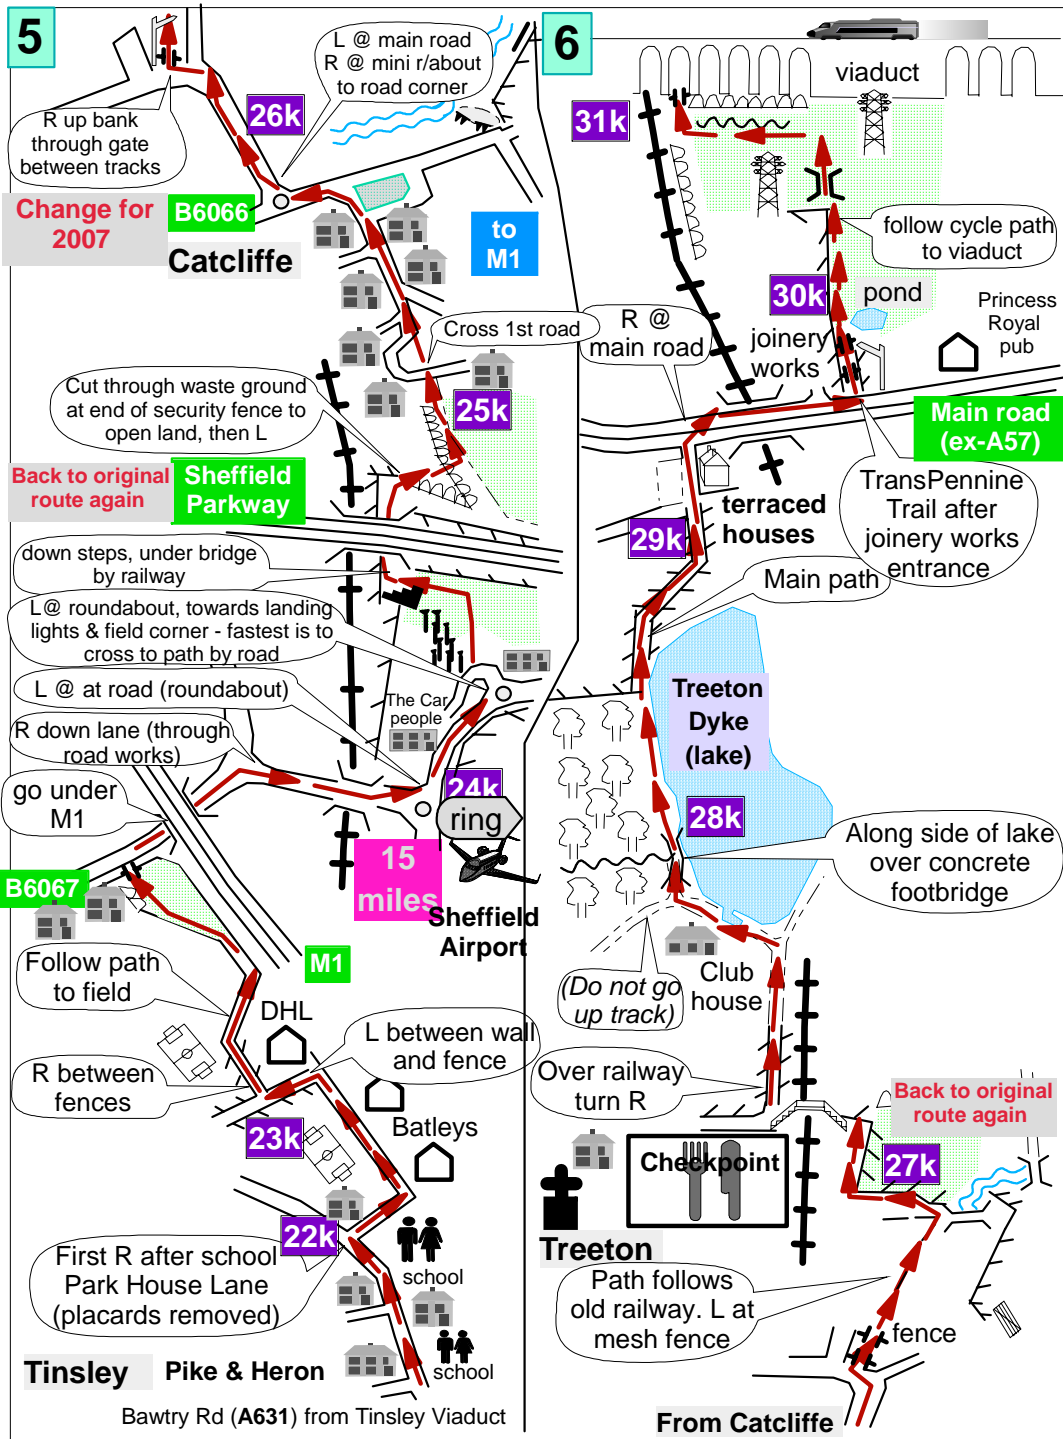 5
L @ main road
R @ mini r/about
to road corner
26k
R up bank
through gate
between tracks
Change for
2007
B6066
Catcliffe
to
M1
Cross 1st road
Cut through waste ground
at end of security fence to
open land, then L
25k
Back to original
route again
Sheffield
Parkway
down steps, under bridge
by railway
L@ roundabout, towards landing
lights & field corner - fastest is to
cross to path by road
L @ at road (roundabout)
The Car
people
R down lane (through
road works)
24k
ring
go under
M1
15
miles
B6067
Sheffield
Airport
M1
Follow path
to field
DHL
L between wall
and fence
R between
fences
23k
Batleys
22k
First R after school
Park House Lane
(placards removed)
school
school
Tinsley
Pike & Heron
Bawtry Rd (A631) from Tinsley Viaduct
6
viaduct
31k
follow cycle path
to viaduct
30k
pond
Princess
Royal
pub
R @
main road
joinery
works
Main road
(ex-A57)
TransPennine
Trail after
joinery works
entrance
terraced
houses
29k
Main path
Treeton
Dyke
(lake)
28k
Along side of lake
over concrete
footbridge
Club
house
(Do not go
up track)
Over railway
turn R
Back to original
route again
Checkpoint
27k
Treeton
Path follows
old railway. L at
mesh fence
fence
From Catcliffe